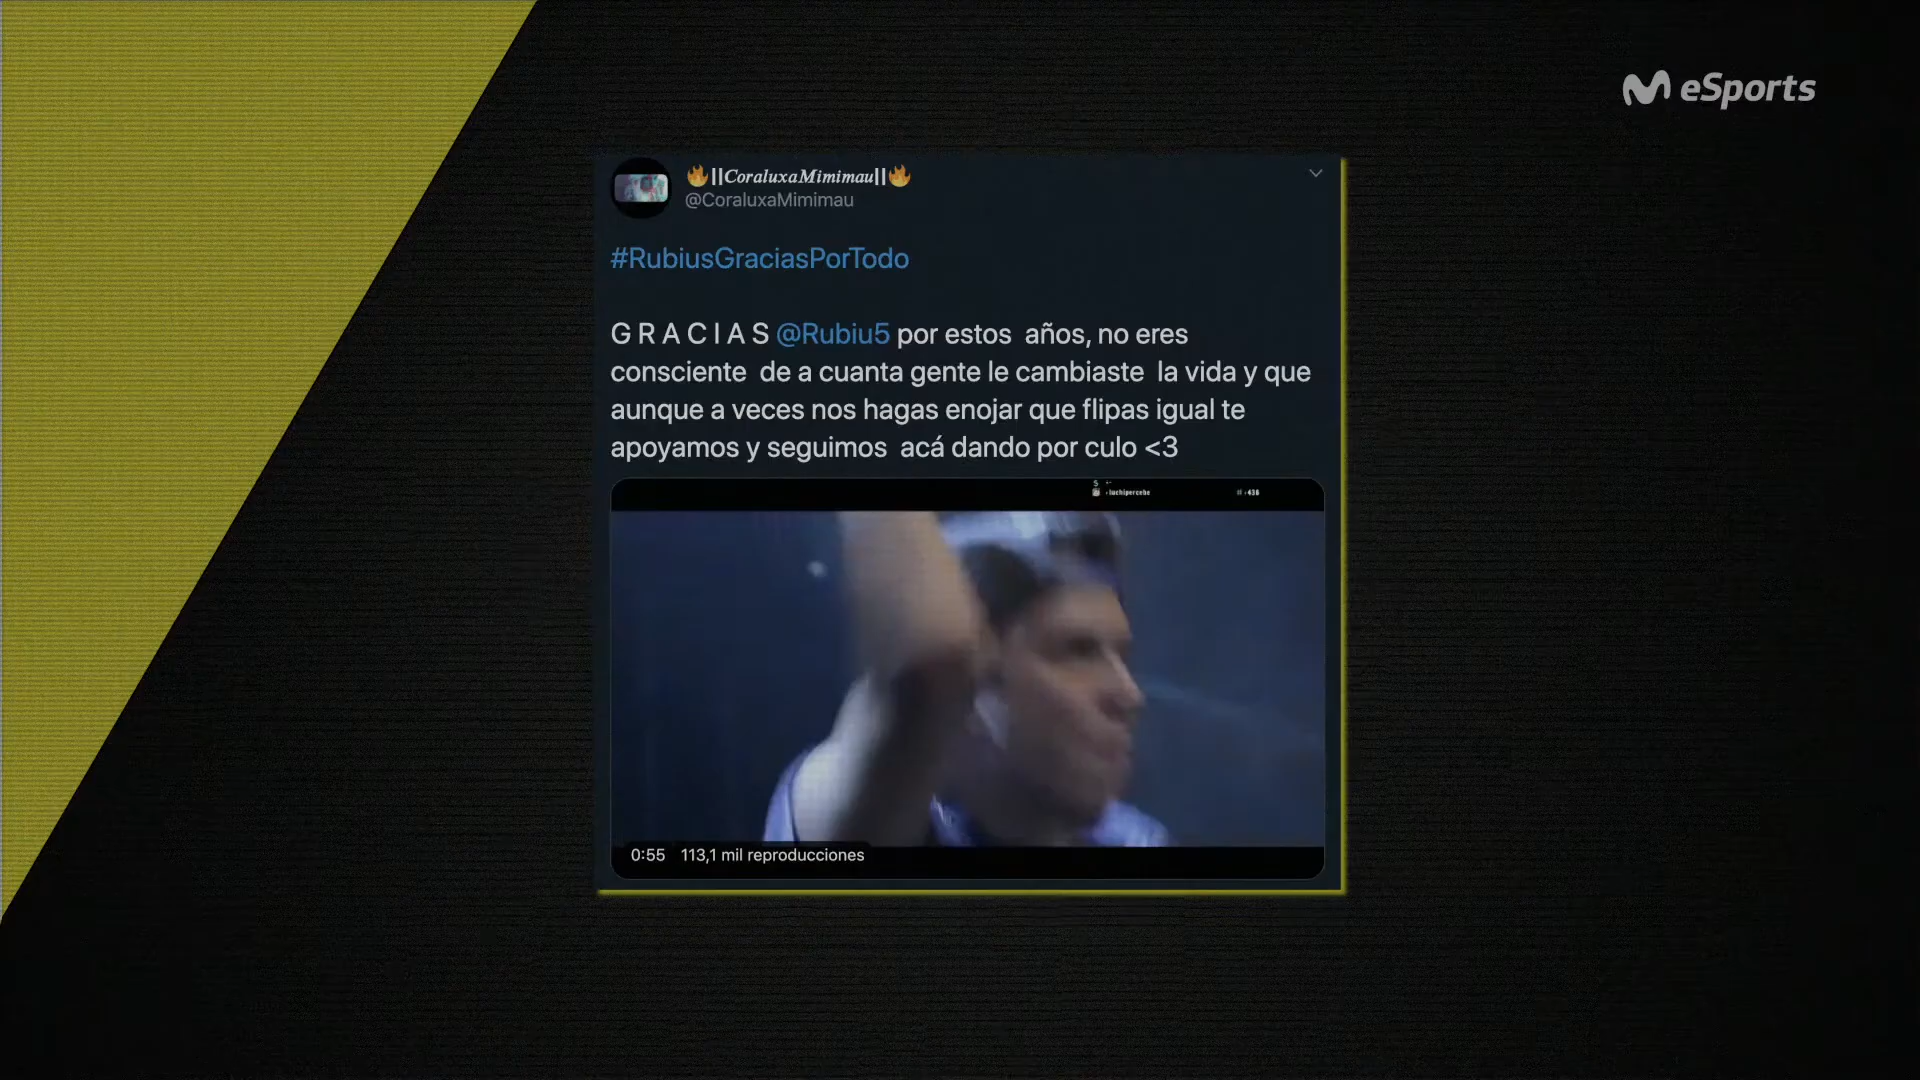 eSports
🔥||CoraluxaMimimau||🔥
@CoraluxaMimimau
#RubiusGraciasPorTodo
G R A C I A S @Rubiu5 por estos años, no eres
consciente de a cuanta gente le cambiaste la vida y que
aunque a veces nos hagas enojar que flipas igual te
apoyamos y seguimos acá dando por culo <3
luchipercebe
0:55 113,1 mil reproducciones